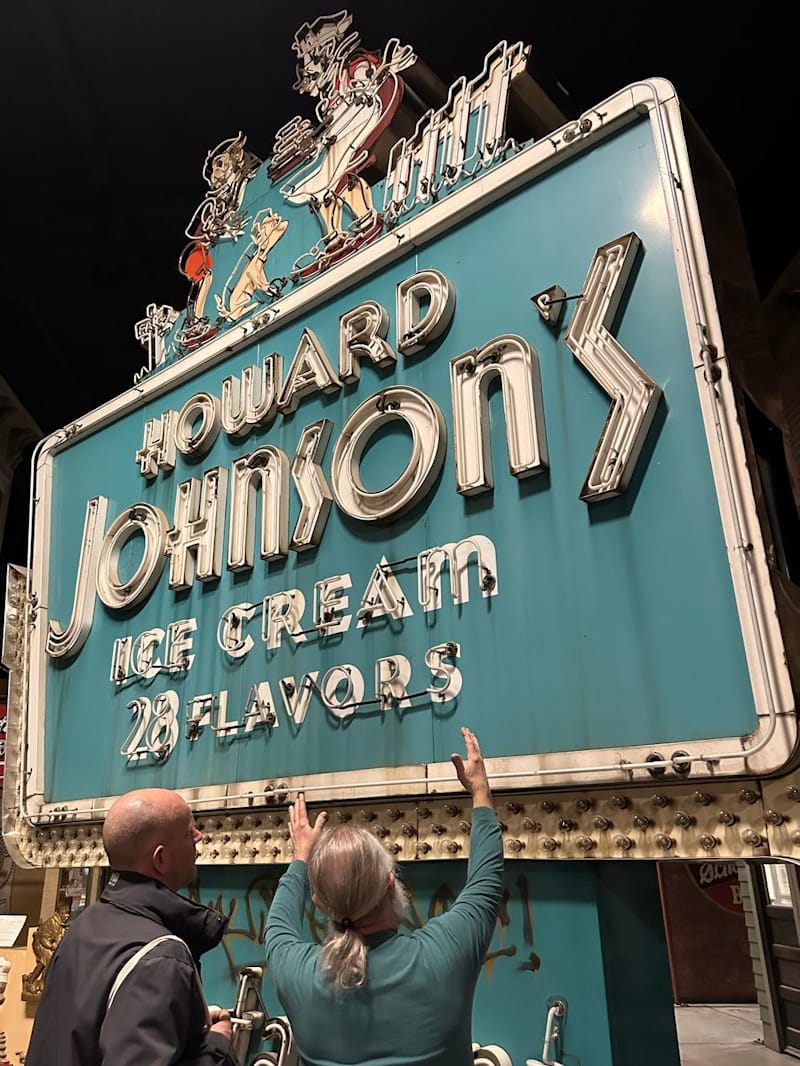 HOWARD
JOHNSON'S
ICE CREAM
28 FLAVORS